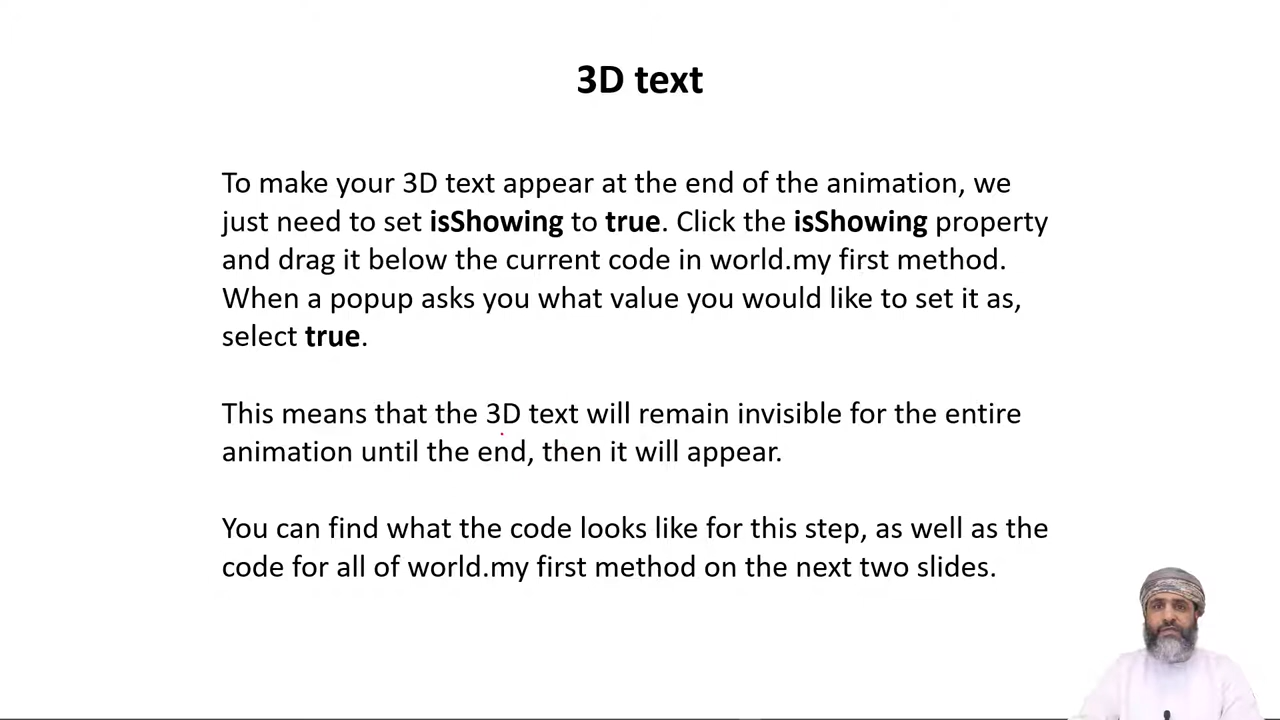 3D text
To make your 3D text appear at the end of the animation, we
just need to set isShowing to true. Click the isShowing property
and drag it below the current code in world.my first method.
When a popup asks you what value you would like to set it as,
select true.
This means that the 3D text will remain invisible for the entire
animation until the end, then it will appear.
You can find what the code looks like for this step, as well as the
code for all of world.my first method on the next two slides.